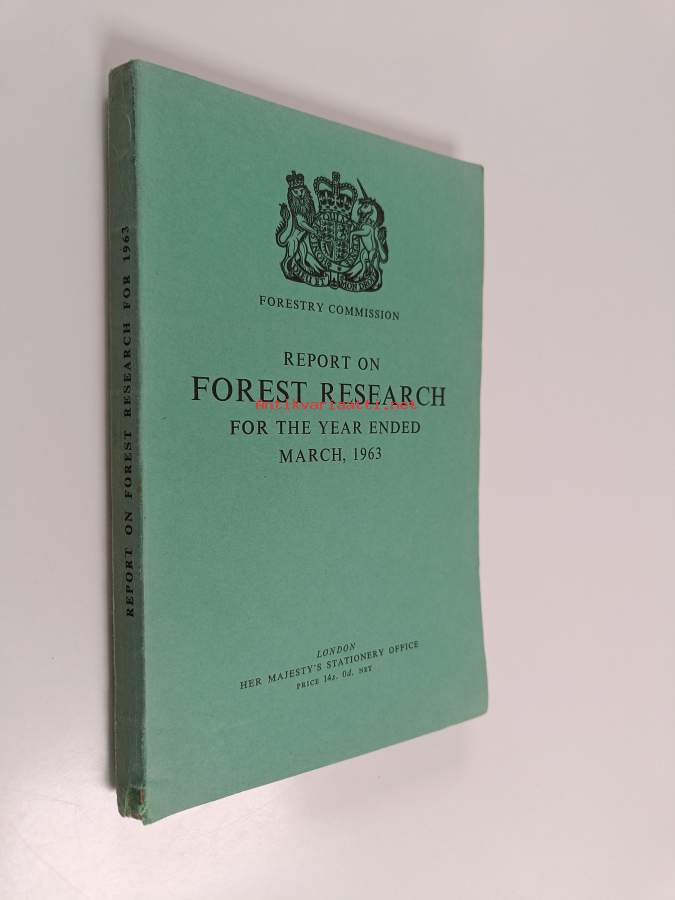 REPORT ON FOREST RESEARCH FOR 1963
FORESTRY COMMISSION
REPORT ON
FOREST RESEARCH
Antikvariaatti.net
FOR THE YEAR ENDED
MARCH, 1963
LONDON
HER MAJESTY'S STATIONERY OFFICE
PRICE 14s. 0d. NET